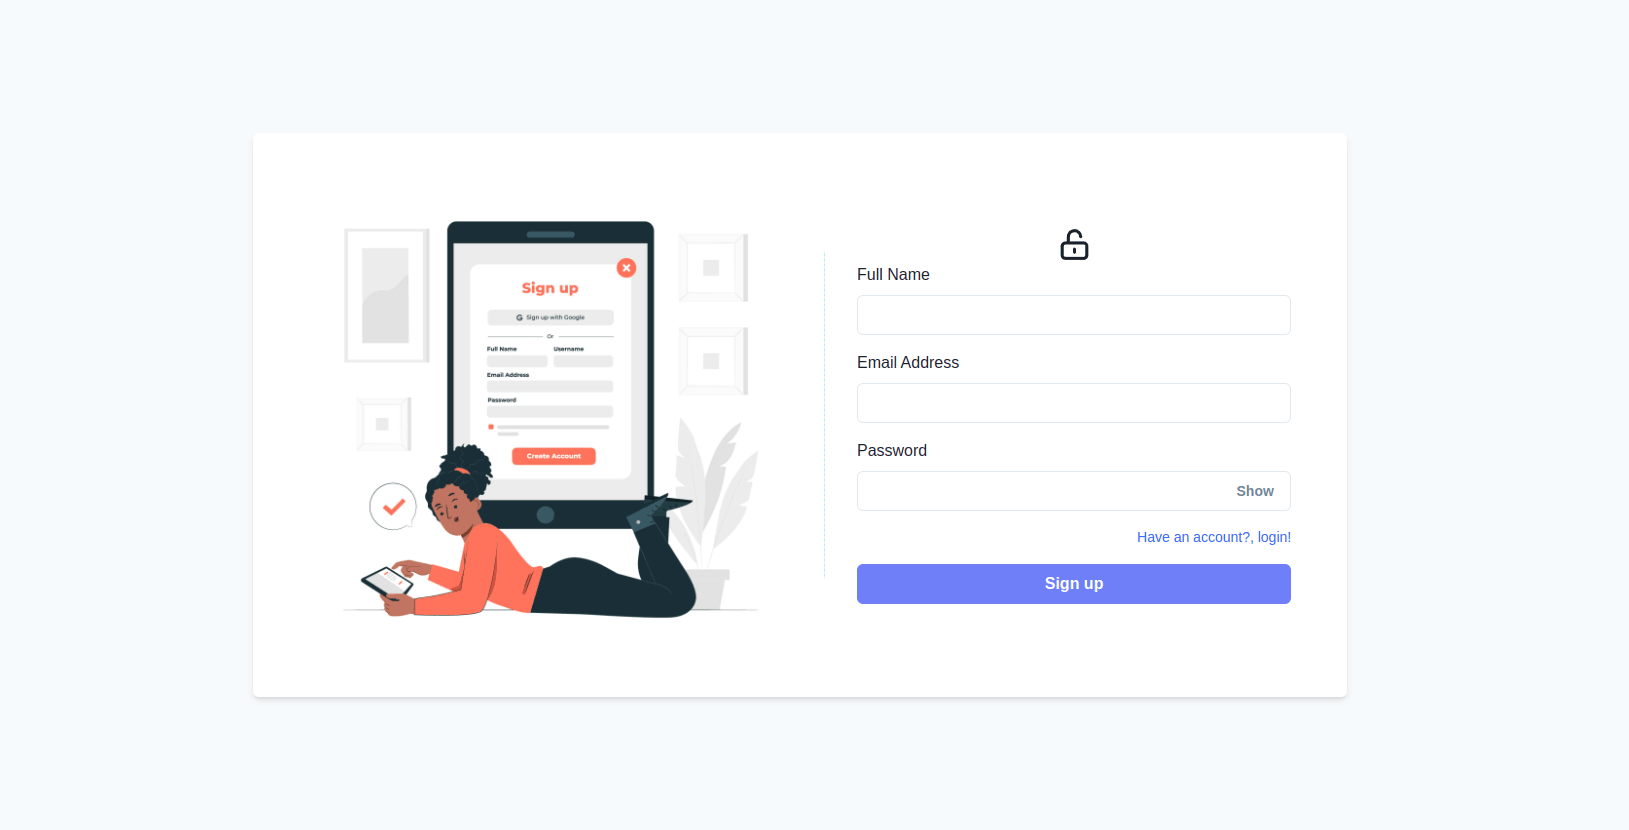 Sign up
G Sign up with Google
Or
Full Name Username
Email Address
Password
Create Account
Full Name
Email Address
Password
Show
Have an account?, login!
Sign up